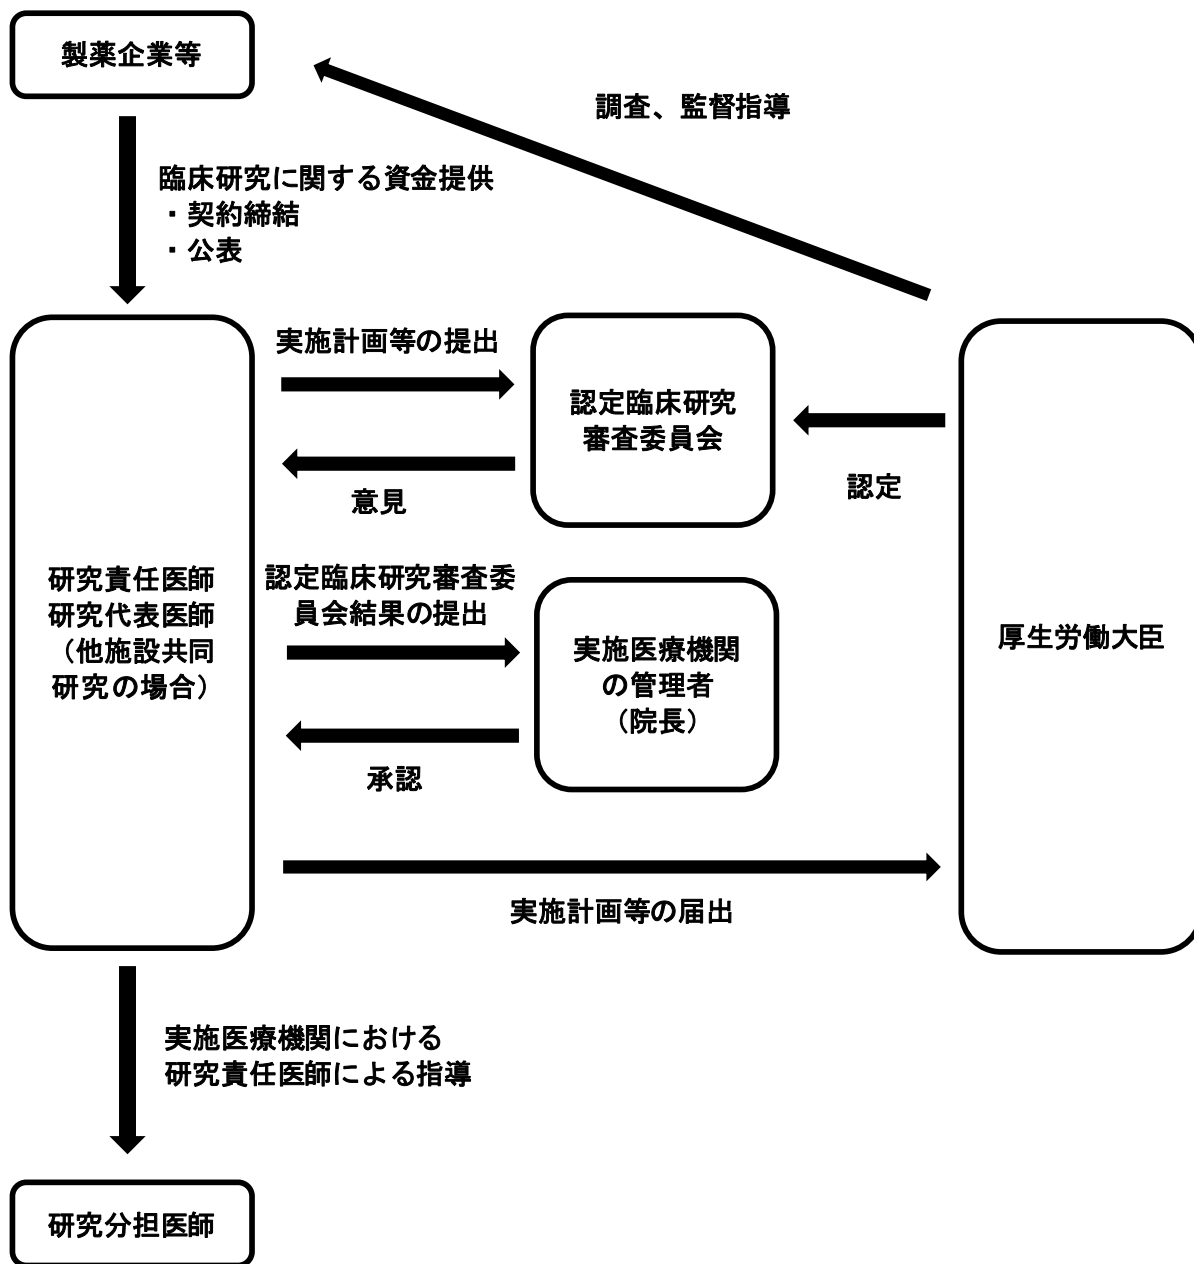 製薬企業等
調査、監督指導
臨床研究に関する資金提供
・契約締結
・公表
実施計画等の提出
認定臨床研究
審査委員会
意見
認定
研究責任医師
研究代表医師
（他施設共同
研究の場合）
認定臨床研究審査委
員会結果の提出
実施医療機関
の管理者
（院長）
承認
厚生労働大臣
実施計画等の届出
実施医療機関における
研究責任医師による指導
研究分担医師